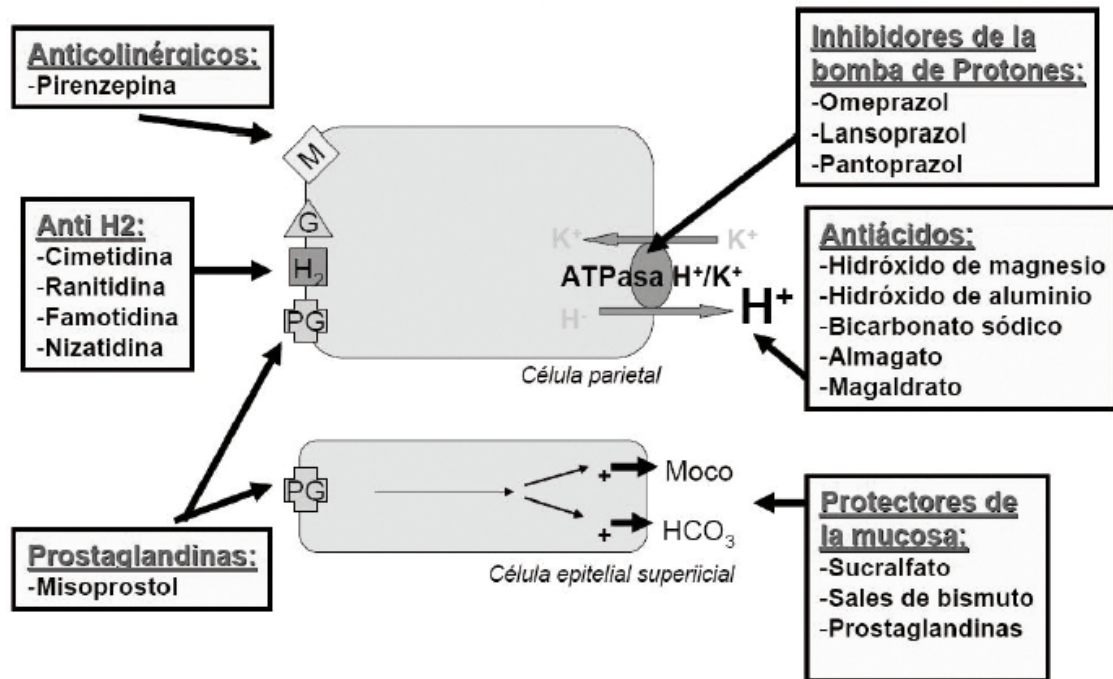 Anticolinérgicos:
-Pirenzepina
Inhibidores de la
bomba de Protones:
-Omeprazol
-Lansoprazol
-Pantoprazol
M
G
H2
PG
Anti H2:
-Cimetidina
-Ranitidina
-Famotidina
-Nizatidina
K+ K+
ATPasa H+/K+
H- H+
Célula parietal
Antiácidos:
-Hidróxido de magnesio
-Hidróxido de aluminio
-Bicarbonato sódico
-Almagato
-Magaldrato
PG
+ Moco
+ HCO3
Célula epitelial superiicial
Prostaglandinas:
-Misoprostol
Protectores de
la mucosa:
-Sucralfato
-Sales de bismuto
-Prostaglandinas